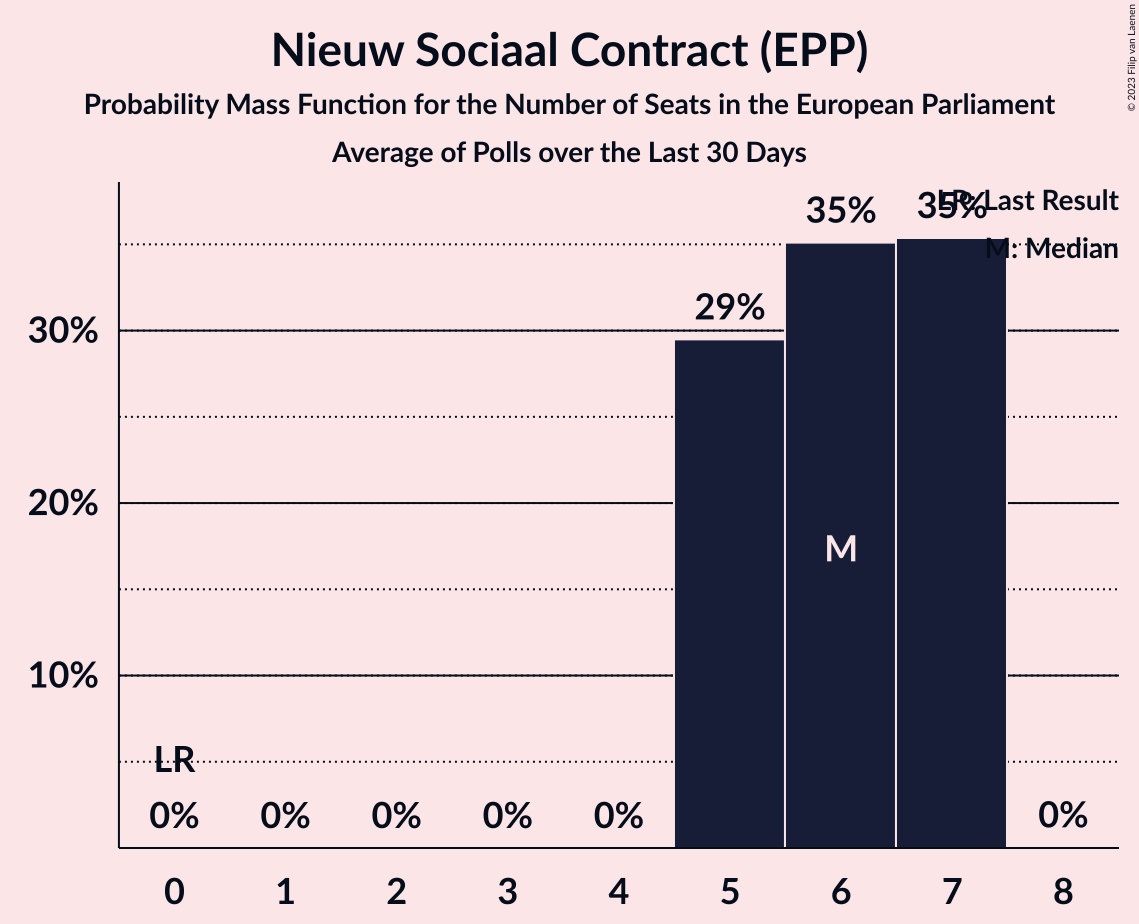 Nieuw Sociaal Contract (EPP)
Probability Mass Function for the Number of Seats in the European Parliament
Average of Polls over the Last 30 Days
© 2023 Filip van Laenen
LR: Last Result
M: Median
35%
35%
29%
30%
20%
10%
M
LR
0%
0%
0%
0%
0%
0%
0 1 2 3 4 5 6 7 8